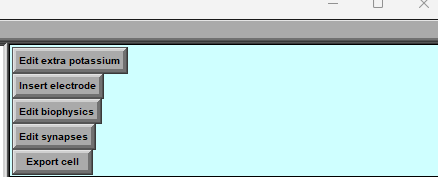 Edit extra potassium
Insert electrode
Edit biophysics
Edit synapses
Export cell